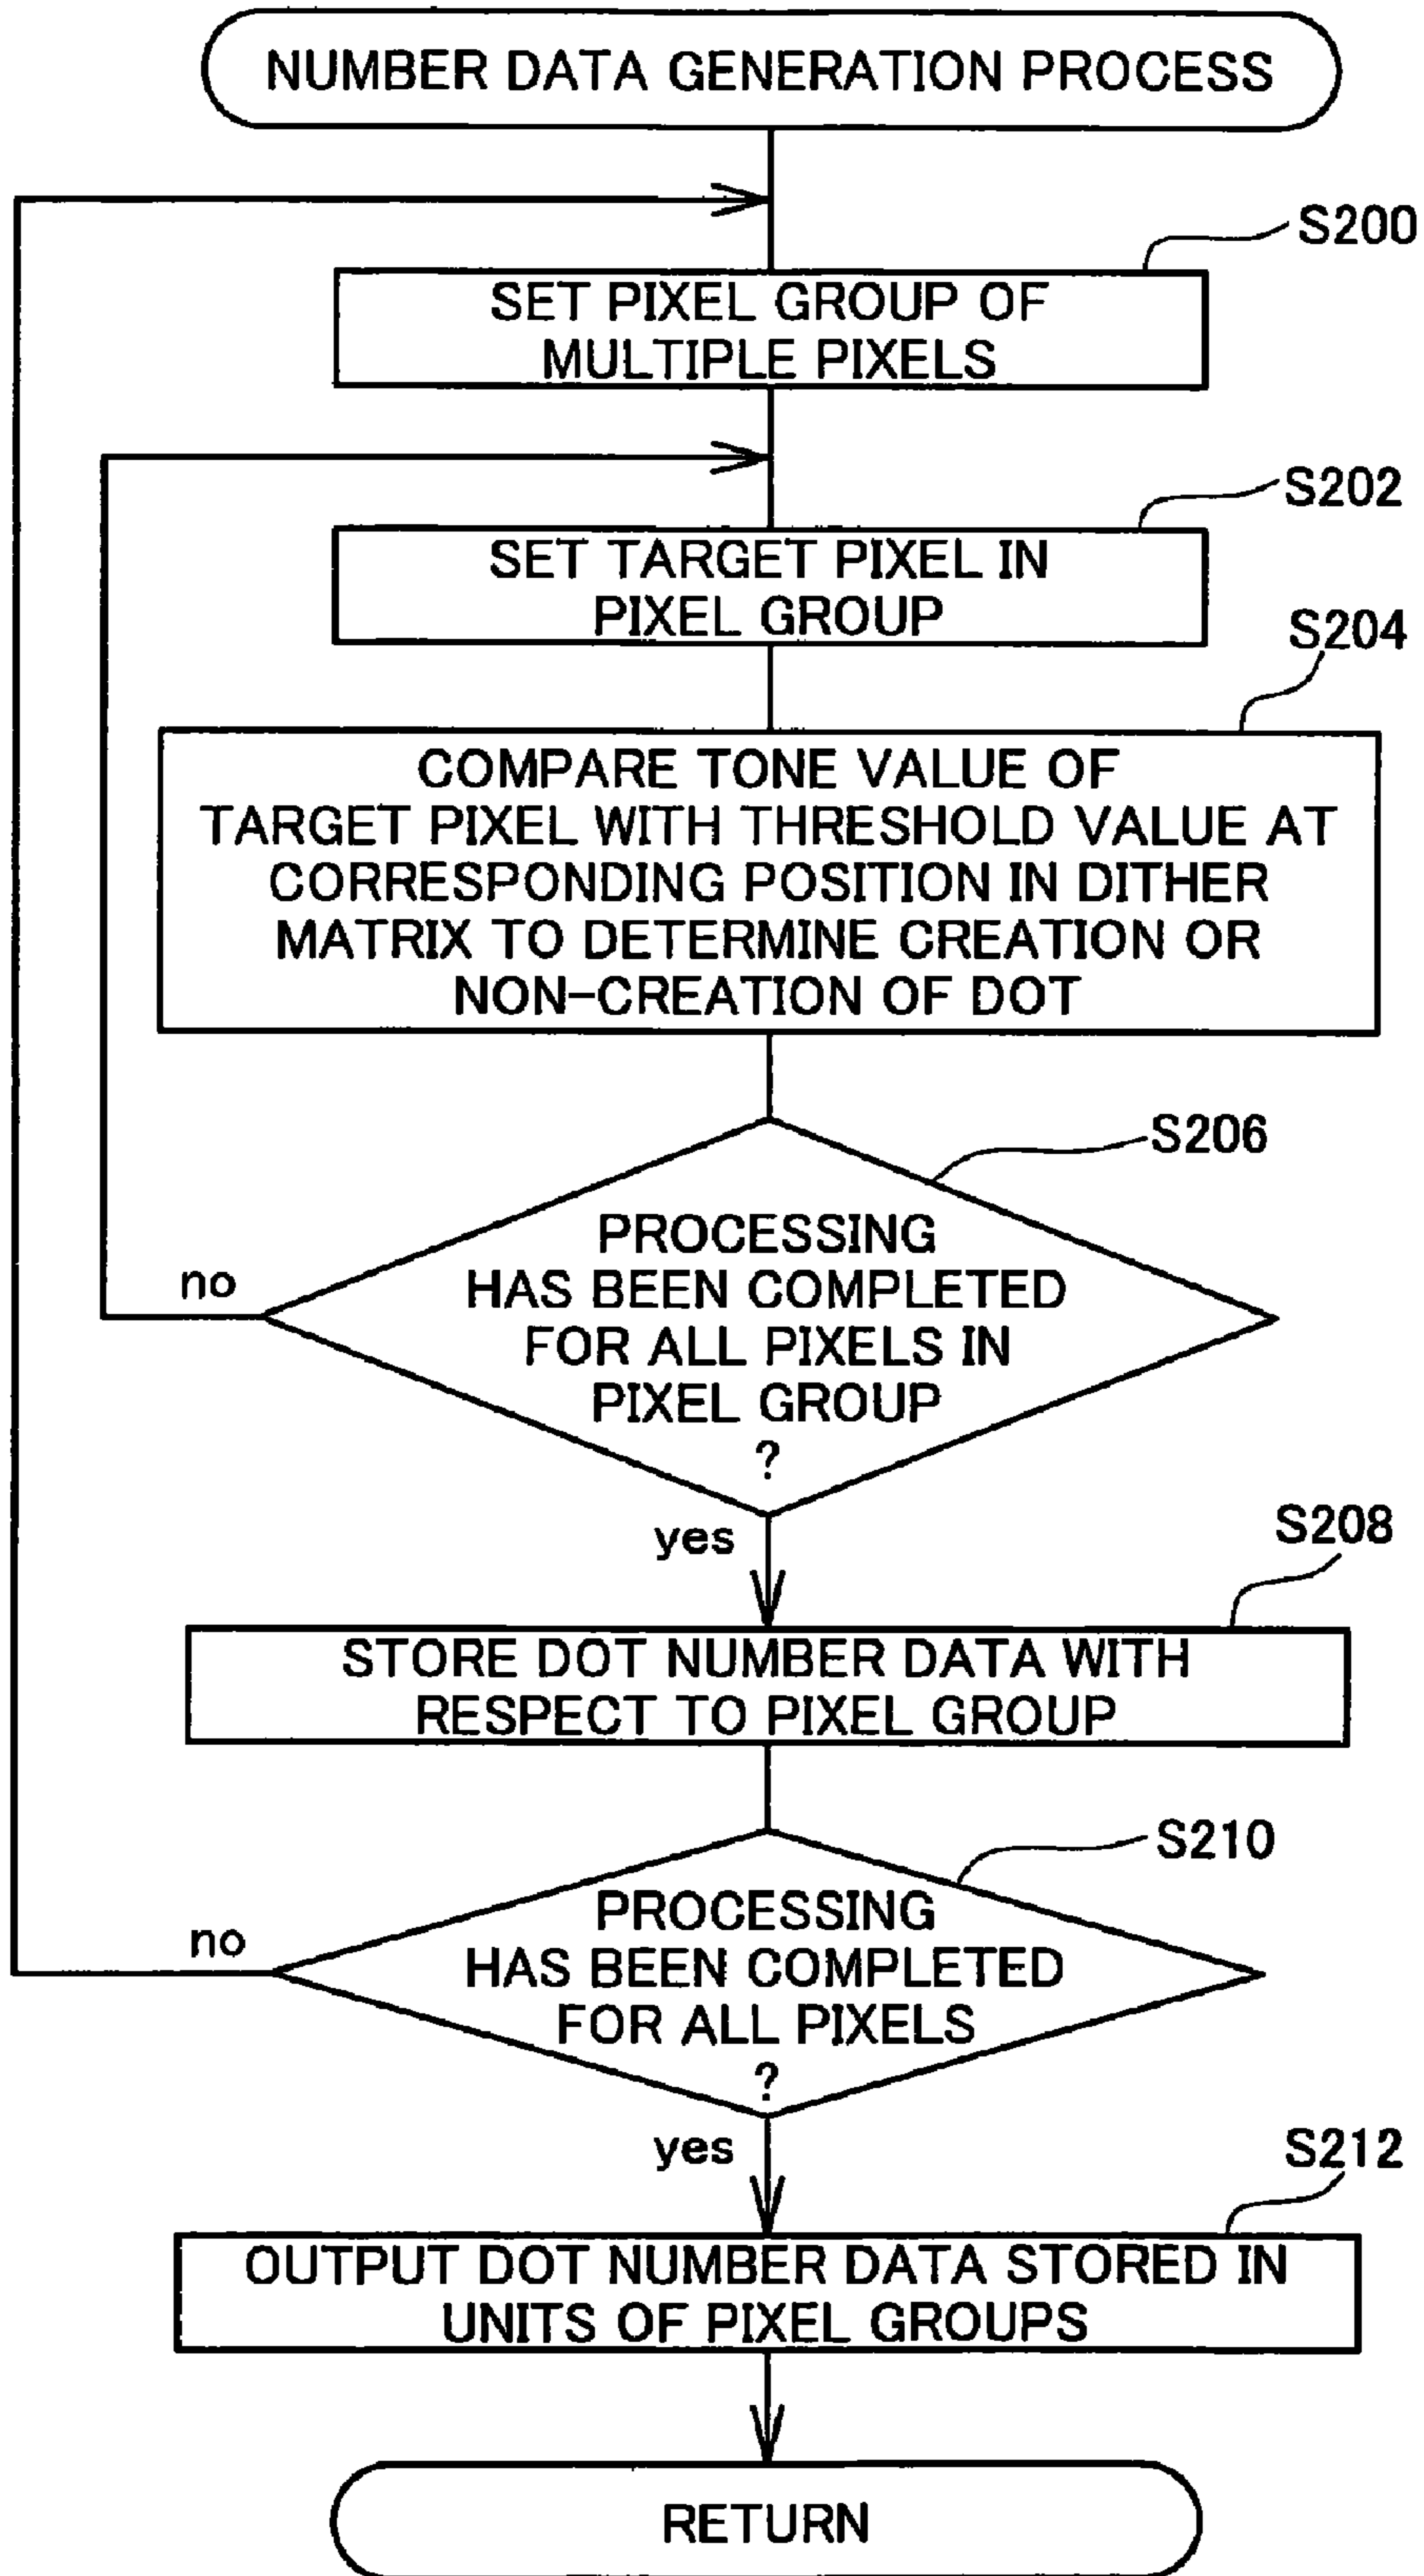 NUMBER DATA GENERATION PROCESS
S200
SET PIXEL GROUP OF
MULTIPLE PIXELS
S202
SET TARGET PIXEL IN
PIXEL GROUP
S204
COMPARE TONE VALUE OF
TARGET PIXEL WITH THRESHOLD VALUE AT
CORRESPONDING POSITION IN DITHER
MATRIX TO DETERMINE CREATION OR
NON-CREATION OF DOT
S206
PROCESSING
HAS BEEN COMPLETED
FOR ALL PIXELS IN
PIXEL GROUP
?
no
yes
S208
STORE DOT NUMBER DATA WITH
RESPECT TO PIXEL GROUP
S210
PROCESSING
HAS BEEN COMPLETED
FOR ALL PIXELS
?
no
yes
S212
OUTPUT DOT NUMBER DATA STORED IN
UNITS OF PIXEL GROUPS
RETURN